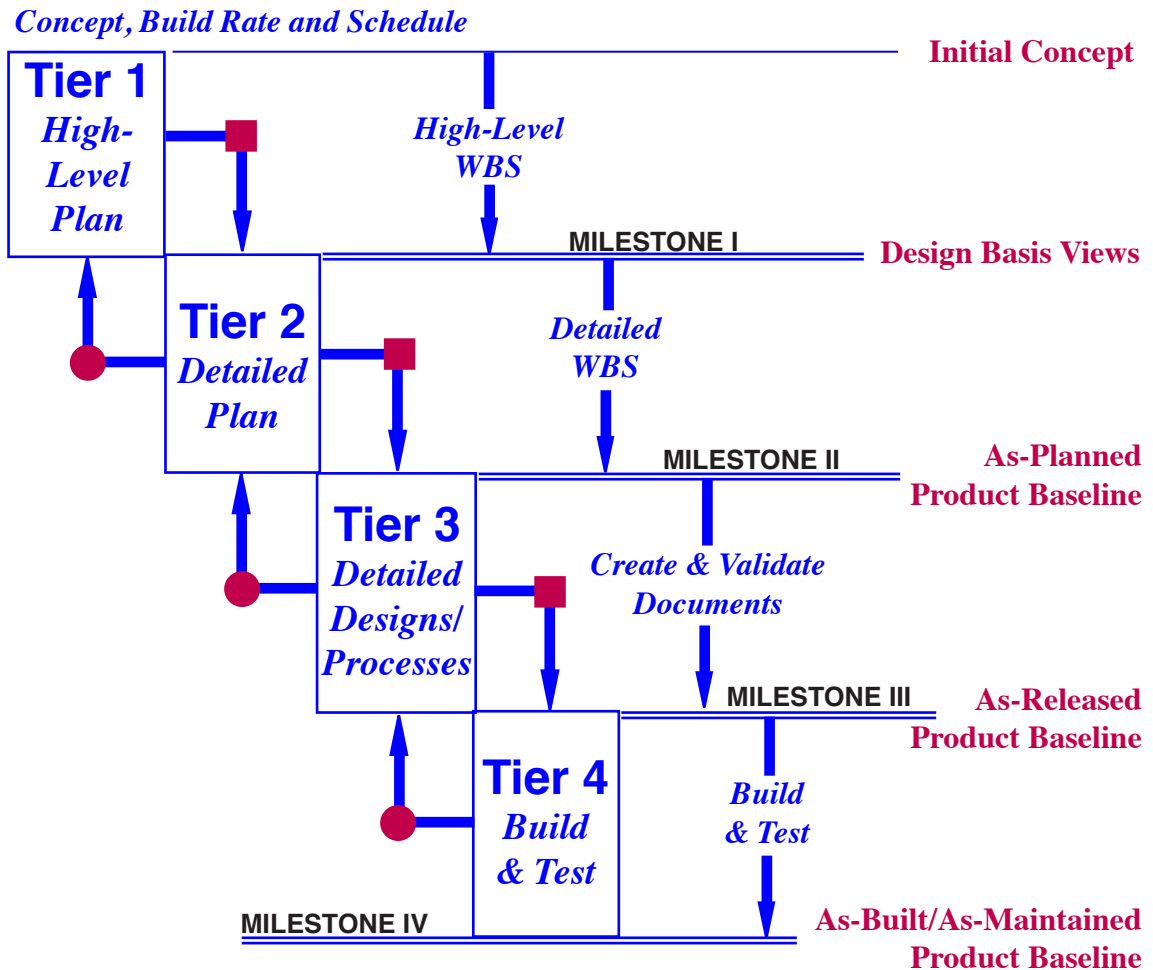 Concept, Build Rate and Schedule
Initial Concept
Tier 1
High-
Level
Plan
High-Level
WBS
MILESTONE I
Design Basis Views
Tier 2
Detailed
Plan
Detailed
WBS
MILESTONE II
As-Planned
Product Baseline
Tier 3
Detailed
Designs/
Processes
Create & Validate
Documents
MILESTONE III
As-Released
Product Baseline
Tier 4
Build
& Test
Build
& Test
MILESTONE IV
As-Built/As-Maintained
Product Baseline